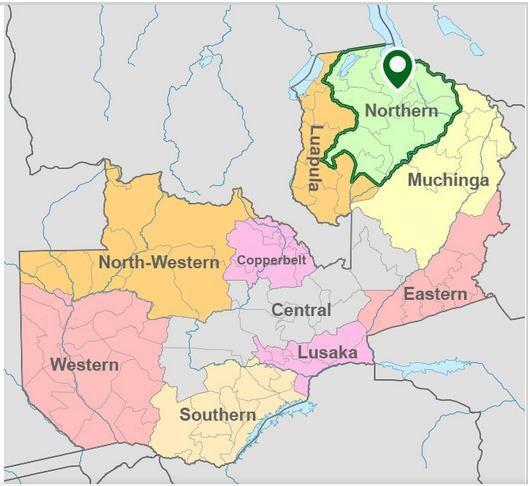 Northern
Luapula
Muchinga
North-Western
Copperbelt
Eastern
Central
Lusaka
Western
Southern